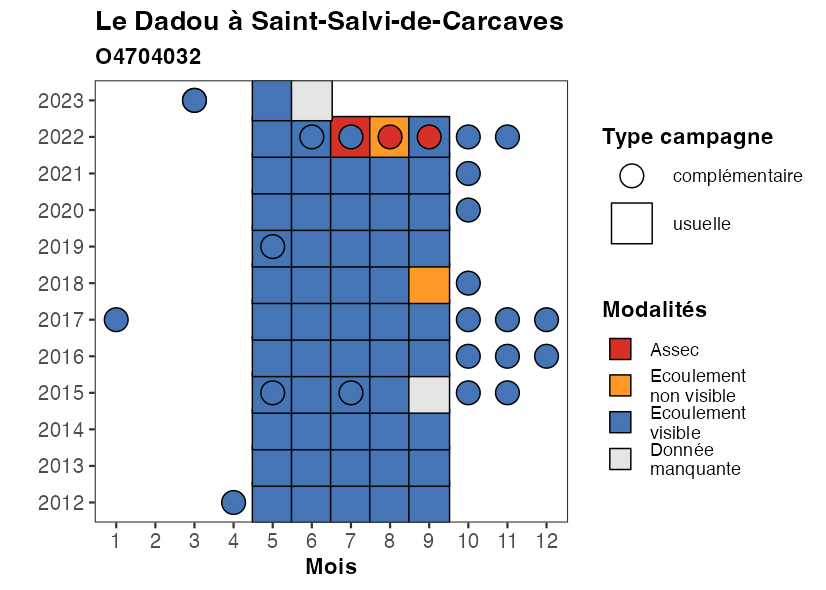 Le Dadou à Saint-Salvi-de-Carcaves
O4704032
2023
2022
2021
2020
2019
2018
2017
2016
2015
2014
2013
2012
1 2 3 4 5 6 7 8 9 10 11 12
Mois
Type campagne
complémentaire
usuelle
Modalités
Assec
Ecoulement
non visible
Ecoulement
visible
Donnée
manquante